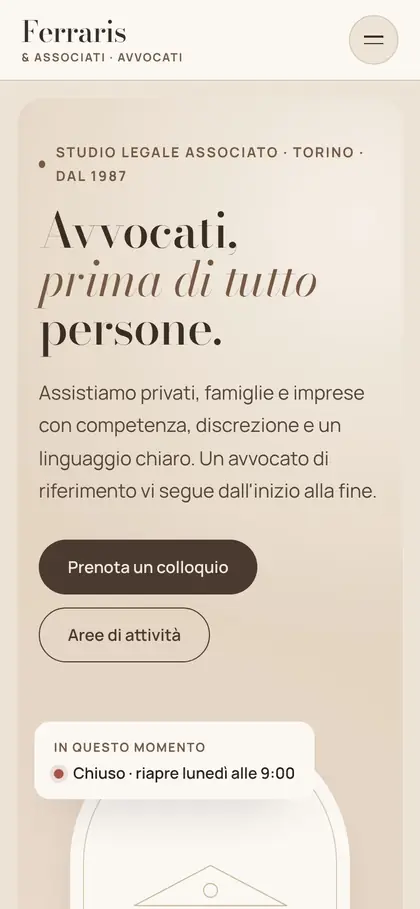 Ferraris
& ASSOCIATI · AVVOCATI
STUDIO LEGALE ASSOCIATO · TORINO ·
DAL 1987
Avvocati,
prima di tutto
persone.
Assistiamo privati, famiglie e imprese
con competenza, discrezione e un
linguaggio chiaro. Un avvocato di
riferimento vi segue dall'inizio alla fine.
Prenota un colloquio
Aree di attività
IN QUESTO MOMENTO
Chiuso · riapre lunedì alle 9:00